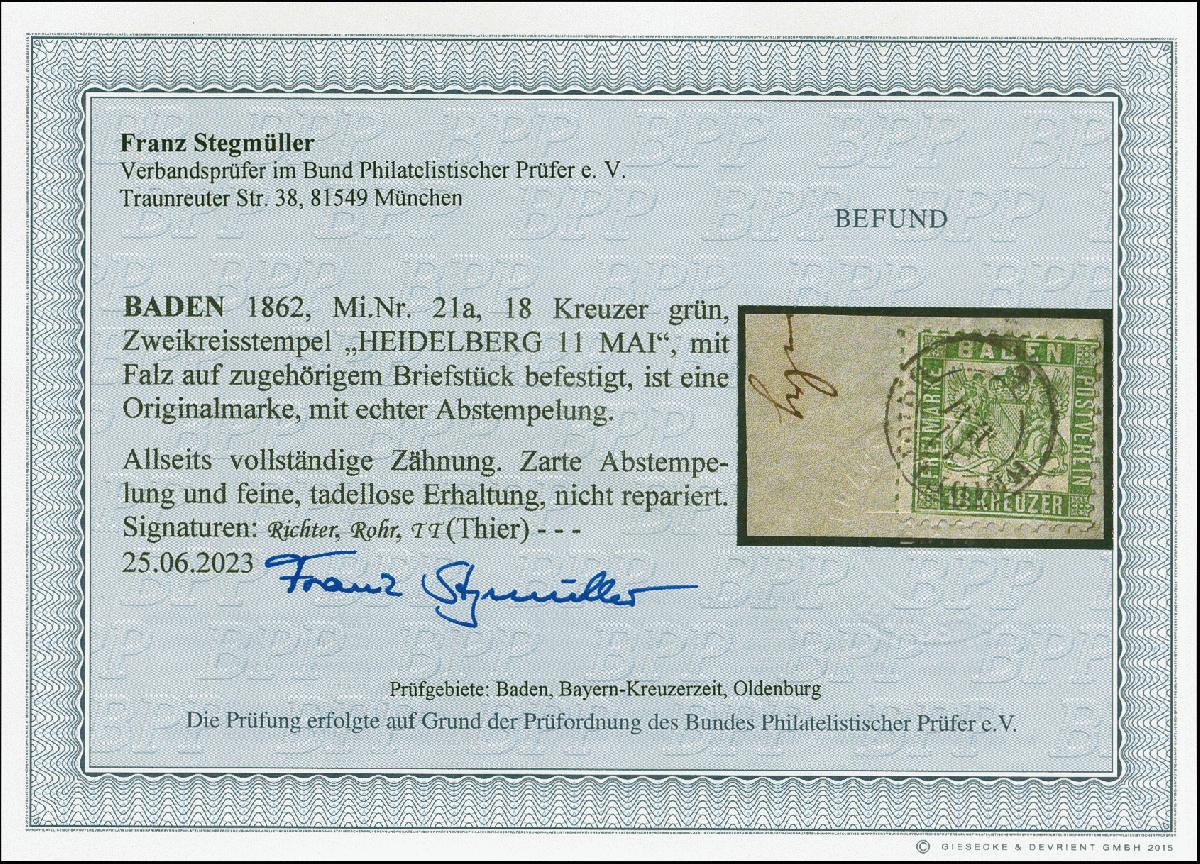 Franz Stegmüller
Verbandsprüfer im Bund Philatelistischer Prüfer e. V.
Traunreuter Str. 38, 81549 München
BEFUND
BADEN 1862, Mi.Nr. 21a, 18 Kreuzer grün,
Zweikreisstempel „HEIDELBERG 11 MAI“, mit
Falz auf zugehörigem Briefstück befestigt, ist eine
Originalmarke, mit echter Abstempelung.
Allseits vollständige Zähnung. Zarte Abstempe-
lung und feine, tadellose Erhaltung, nicht repariert.
Signaturen: Richter, Rohr, TT (Thier) - - -
25.06.2023 Franz Stegmüller
BADEN
FREIMARKE
POSTVEREIN
18 KREUZER
Prüfgebiete: Baden, Bayern-Kreuzerzeit, Oldenburg
Die Prüfung erfolgte auf Grund der Prüfordnung des Bundes Philatelistischer Prüfer e.V.
© GIESECKE & DEVRIENT GMBH 2015